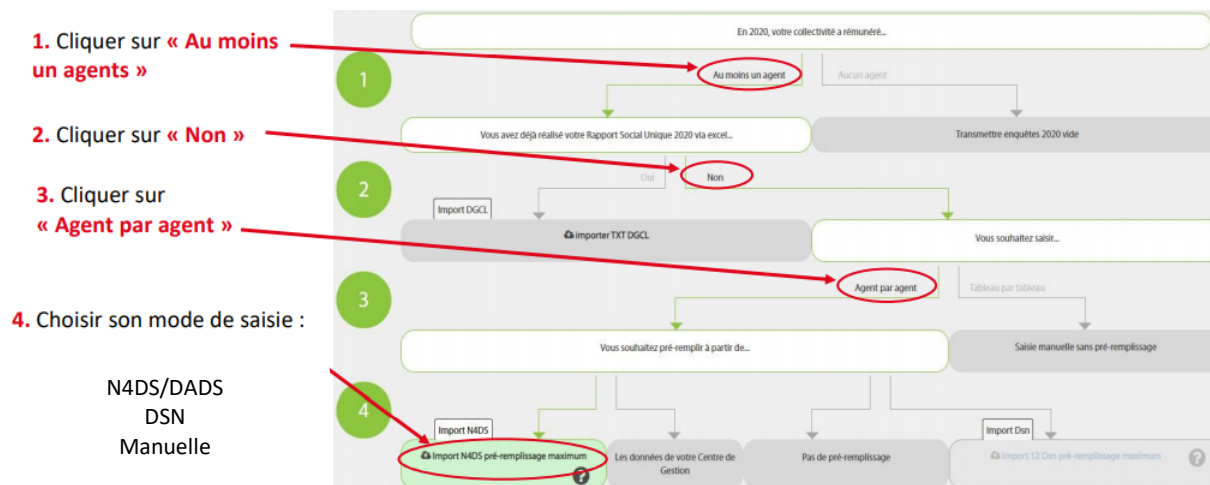 1. Cliquer sur « Au moins
un agents »
2. Cliquer sur « Non »
3. Cliquer sur
« Agent par agent »
4. Choisir son mode de saisie :
N4DS/DADS
DSN
Manuelle
En 2020, votre collectivité a rémunéré...
1
Au moins un agent
Aucun agent
Vous avez déjà réalisé votre Rapport Social Unique 2020 via excel...
Transmettre enquêtes 2020 vide
2
Oui
Non
Import DGCL
importer TXT DGCL
Vous souhaitez saisir...
3
Agent par agent
Tableau par tableau
Vous souhaitez pré-remplir à partir de...
Saisie manuelle sans pré-remplissage
4
Import N4DS
Import Dsn
Import N4DS pré-remplissage maximum
?
Les données de votre Centre de
Gestion
Pas de pré-remplissage
Import 12 Dsn pré-remplissage maximum
?